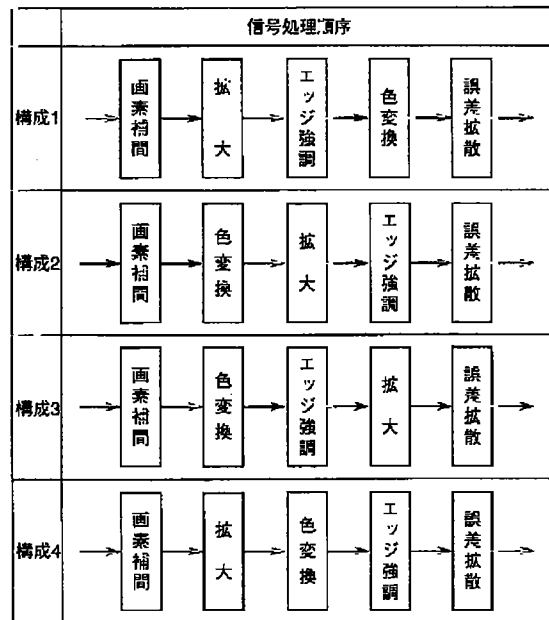 信号処理順序
構成1
画素補間
拡大
エッジ強調
色変換
誤差拡散
構成2
画素補間
色変換
拡大
エッジ強調
誤差拡散
構成3
画素補間
色変換
エッジ強調
拡大
誤差拡散
構成4
画素補間
拡大
色変換
エッジ強調
誤差拡散